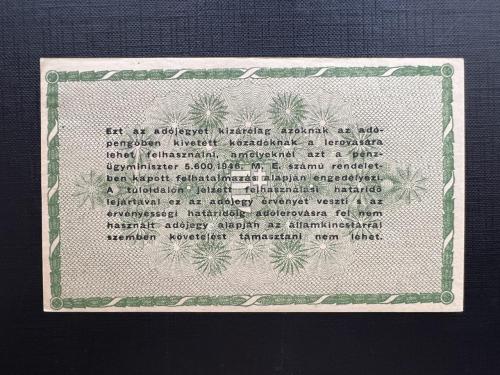 Ezt az adójegyet kizárólag azoknak az adó-
pengőben kivetett közadóknak a lerovására
lehet felhasználni, amelyeknél azt a pénz-
ügyminiszter 5.600/1946. M. E. számú rendelet-
ben kapott felhatalmazás alapján engedélyezi.
A túloldalon jelzett felhasználási határidő
lejártával ez az adójegy érvényét veszti s az
érvényességi határidőig adólerovásra fel nem
használt adójegy alapján az államkincstárral
szemben követelést támasztani nem lehet.